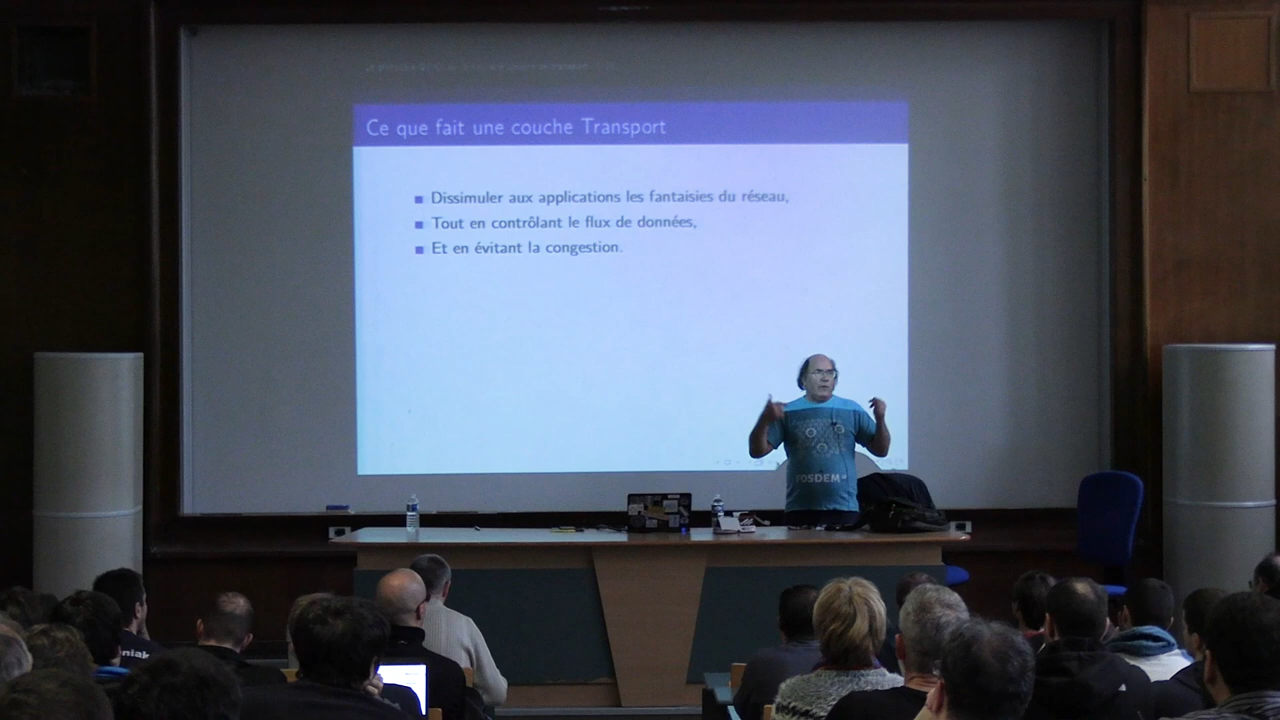 Ce que fait une couche Transport
Dissimuler aux applications les fantaisies du réseau,
Tout en contrôlant le flux de données,
Et en évitant la congestion.
FOSDEM